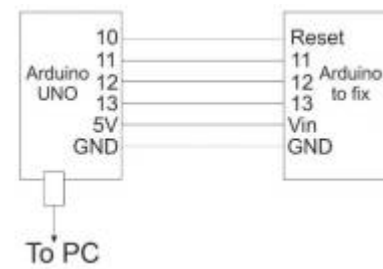 10
11
12
13
5V
GND
Arduino
UNO
Reset
11
12
13
Vin
GND
Arduino
to fix
To PC